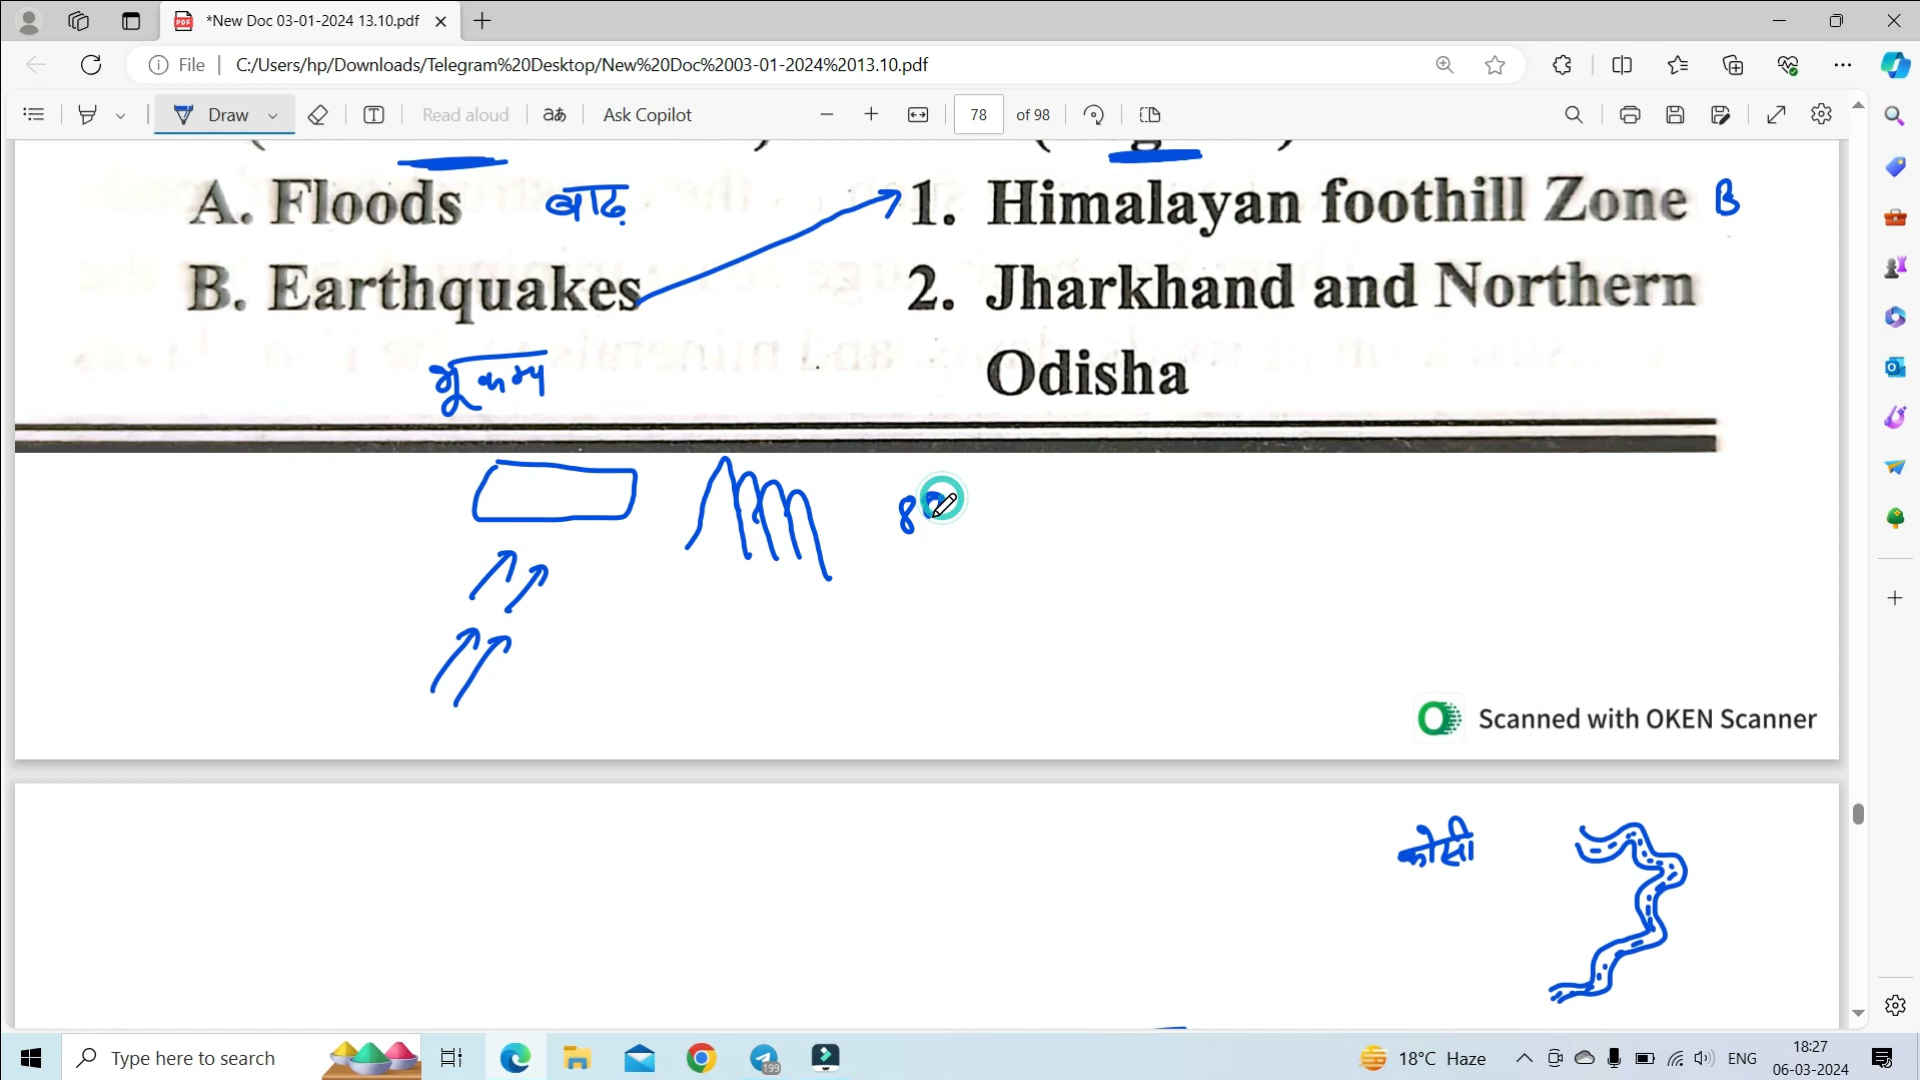 *New Doc 03-01-2024 13.10.pdf
File
C:/Users/hp/Downloads/Telegram%20Desktop/New%20Doc%2003-01-2024%2013.10.pdf
Draw
Read aloud
Ask Copilot
78
of 98
A. Floods बाढ़ 1. Himalayan foothill Zone B
B. Earthquakes 2. Jharkhand and Northern
भूकम्प Odisha
8
Scanned with OKEN Scanner
कोसी
Type here to search
199
18°C Haze
ENG
18:27
06-03-2024